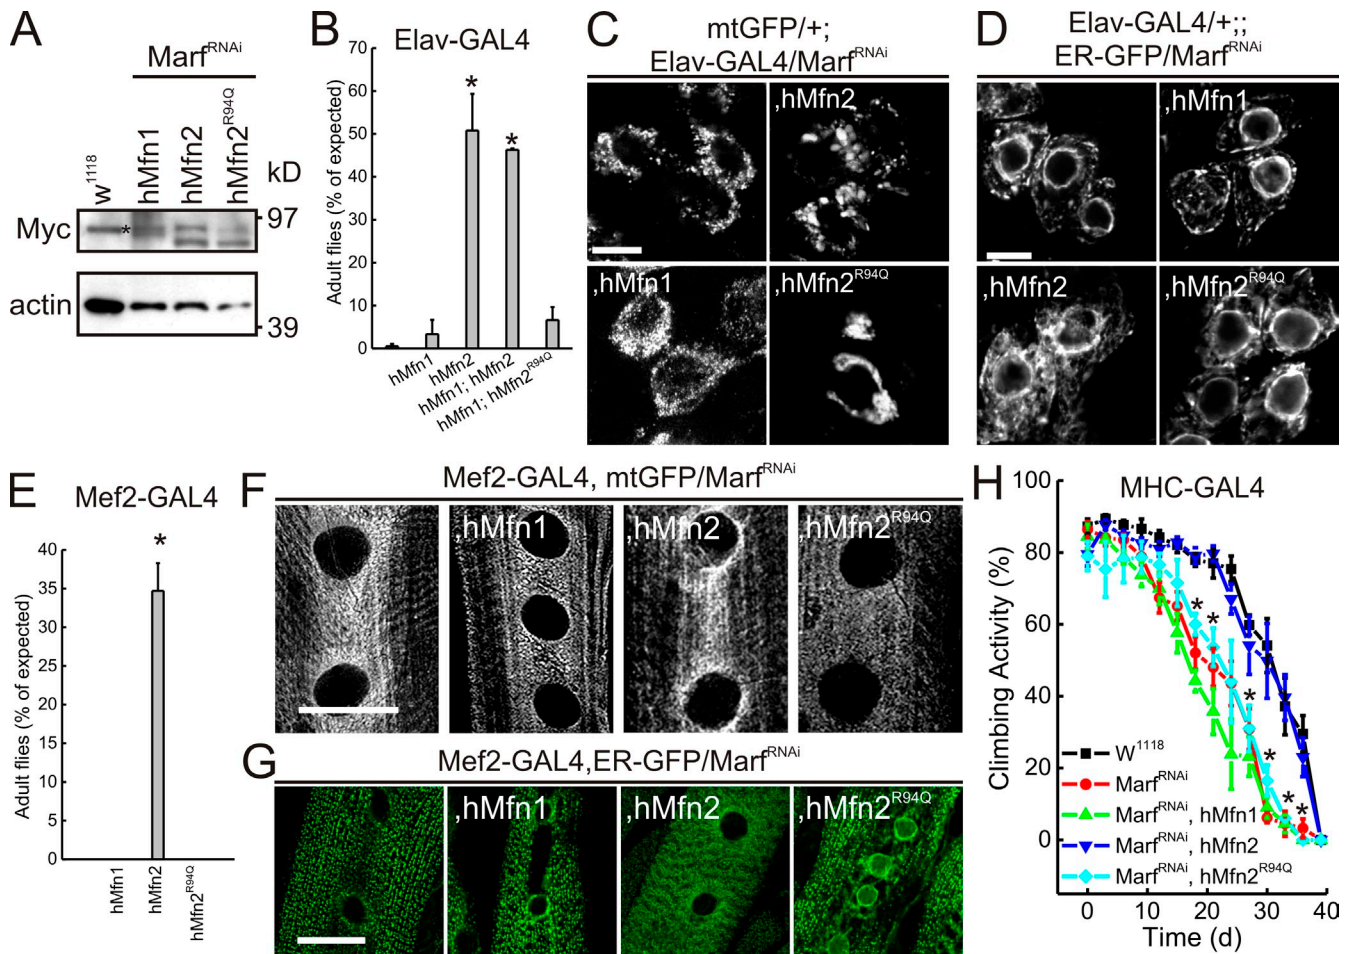 A
Marf^RNAi
w^1118
hMfn1
hMfn2
hMfn2^R94Q
kD
Myc
*
97
actin
39
B
Elav-GAL4
Adult flies (% of expected)
70
60
50
40
30
20
10
0
*
*
hMfn1
hMfn2
hMfn1; hMfn2
hMfn1; hMfn2^R94Q
C
mtGFP/+;
Elav-GAL4/Marf^RNAi
,hMfn2
,hMfn1
,hMfn2^R94Q
D
Elav-GAL4/+;;
ER-GFP/Marf^RNAi
,hMfn1
,hMfn2
,hMfn2^R94Q
E
Mef2-GAL4
Adult flies (% of expected)
40
35
30
25
20
15
10
5
0
*
hMfn1
hMfn2
hMfn2^R94Q
F
Mef2-GAL4, mtGFP/Marf^RNAi
,hMfn1
,hMfn2
,hMfn2^R94Q
G
Mef2-GAL4,ER-GFP/Marf^RNAi
,hMfn1
,hMfn2
,hMfn2^R94Q
H
MHC-GAL4
Climbing Activity (%)
100
80
60
40
20
0
* * * * * *
W^1118
Marf^RNAi
Marf^RNAi, hMfn1
Marf^RNAi, hMfn2
Marf^RNAi, hMfn2^R94Q
0 10 20 30 40
Time (d)